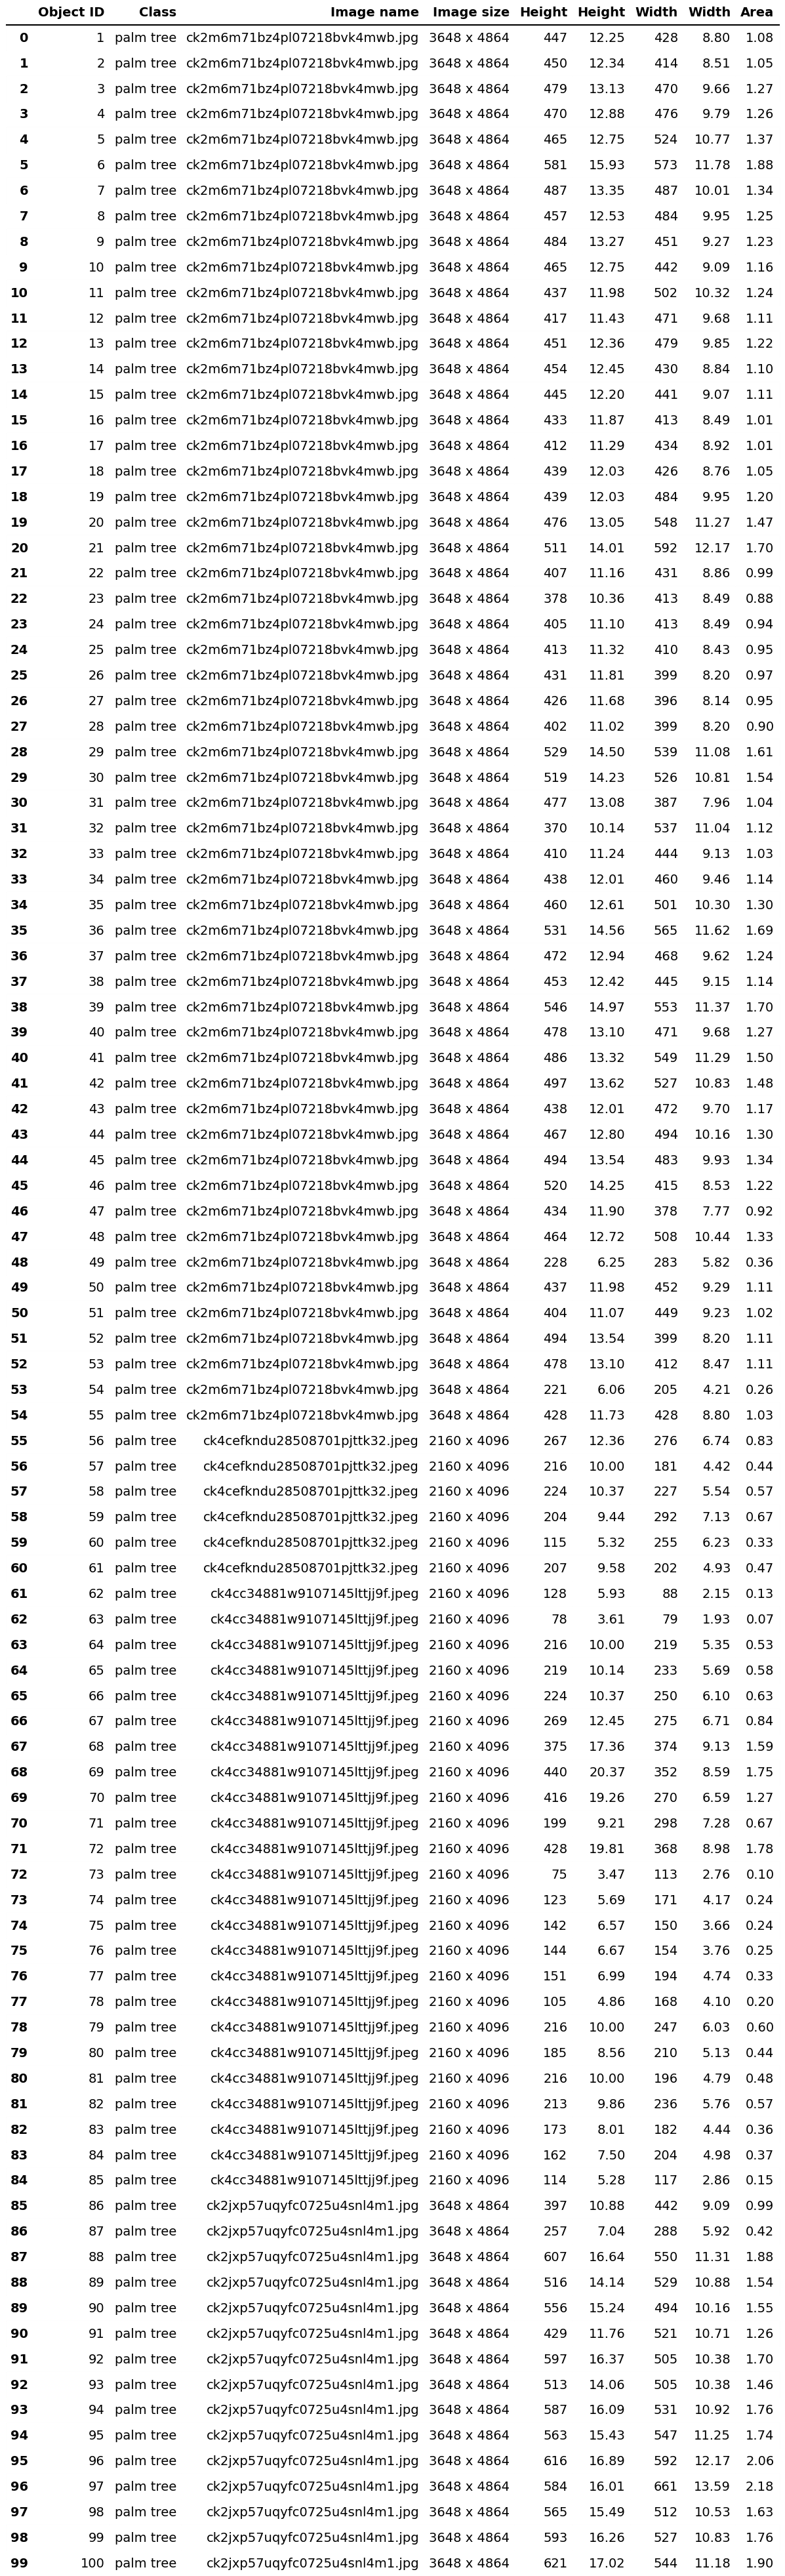 Object ID Class Image name Image size Height Height Width Width Area
0 1 palm tree ck2m6m71bz4pl07218bvk4mwb.jpg 3648 x 4864 447 12.25 428 8.80 1.08
1 2 palm tree ck2m6m71bz4pl07218bvk4mwb.jpg 3648 x 4864 450 12.34 414 8.51 1.05
2 3 palm tree ck2m6m71bz4pl07218bvk4mwb.jpg 3648 x 4864 479 13.13 470 9.66 1.27
3 4 palm tree ck2m6m71bz4pl07218bvk4mwb.jpg 3648 x 4864 470 12.88 476 9.79 1.26
4 5 palm tree ck2m6m71bz4pl07218bvk4mwb.jpg 3648 x 4864 465 12.75 524 10.77 1.37
5 6 palm tree ck2m6m71bz4pl07218bvk4mwb.jpg 3648 x 4864 581 15.93 573 11.78 1.88
6 7 palm tree ck2m6m71bz4pl07218bvk4mwb.jpg 3648 x 4864 487 13.35 487 10.01 1.34
7 8 palm tree ck2m6m71bz4pl07218bvk4mwb.jpg 3648 x 4864 457 12.53 484 9.95 1.25
8 9 palm tree ck2m6m71bz4pl07218bvk4mwb.jpg 3648 x 4864 484 13.27 451 9.27 1.23
9 10 palm tree ck2m6m71bz4pl07218bvk4mwb.jpg 3648 x 4864 465 12.75 442 9.09 1.16
10 11 palm tree ck2m6m71bz4pl07218bvk4mwb.jpg 3648 x 4864 437 11.98 502 10.32 1.24
11 12 palm tree ck2m6m71bz4pl07218bvk4mwb.jpg 3648 x 4864 417 11.43 471 9.68 1.11
12 13 palm tree ck2m6m71bz4pl07218bvk4mwb.jpg 3648 x 4864 451 12.36 479 9.85 1.22
13 14 palm tree ck2m6m71bz4pl07218bvk4mwb.jpg 3648 x 4864 454 12.45 430 8.84 1.10
14 15 palm tree ck2m6m71bz4pl07218bvk4mwb.jpg 3648 x 4864 445 12.20 441 9.07 1.11
15 16 palm tree ck2m6m71bz4pl07218bvk4mwb.jpg 3648 x 4864 433 11.87 413 8.49 1.01
16 17 palm tree ck2m6m71bz4pl07218bvk4mwb.jpg 3648 x 4864 412 11.29 434 8.92 1.01
17 18 palm tree ck2m6m71bz4pl07218bvk4mwb.jpg 3648 x 4864 439 12.03 426 8.76 1.05
18 19 palm tree ck2m6m71bz4pl07218bvk4mwb.jpg 3648 x 4864 439 12.03 484 9.95 1.20
19 20 palm tree ck2m6m71bz4pl07218bvk4mwb.jpg 3648 x 4864 476 13.05 548 11.27 1.47
20 21 palm tree ck2m6m71bz4pl07218bvk4mwb.jpg 3648 x 4864 511 14.01 592 12.17 1.70
21 22 palm tree ck2m6m71bz4pl07218bvk4mwb.jpg 3648 x 4864 407 11.16 431 8.86 0.99
22 23 palm tree ck2m6m71bz4pl07218bvk4mwb.jpg 3648 x 4864 378 10.36 413 8.49 0.88
23 24 palm tree ck2m6m71bz4pl07218bvk4mwb.jpg 3648 x 4864 405 11.10 413 8.49 0.94
24 25 palm tree ck2m6m71bz4pl07218bvk4mwb.jpg 3648 x 4864 413 11.32 410 8.43 0.95
25 26 palm tree ck2m6m71bz4pl07218bvk4mwb.jpg 3648 x 4864 431 11.81 399 8.20 0.97
26 27 palm tree ck2m6m71bz4pl07218bvk4mwb.jpg 3648 x 4864 426 11.68 396 8.14 0.95
27 28 palm tree ck2m6m71bz4pl07218bvk4mwb.jpg 3648 x 4864 402 11.02 399 8.20 0.90
28 29 palm tree ck2m6m71bz4pl07218bvk4mwb.jpg 3648 x 4864 529 14.50 539 11.08 1.61
29 30 palm tree ck2m6m71bz4pl07218bvk4mwb.jpg 3648 x 4864 519 14.23 526 10.81 1.54
30 31 palm tree ck2m6m71bz4pl07218bvk4mwb.jpg 3648 x 4864 477 13.08 387 7.96 1.04
31 32 palm tree ck2m6m71bz4pl07218bvk4mwb.jpg 3648 x 4864 370 10.14 537 11.04 1.12
32 33 palm tree ck2m6m71bz4pl07218bvk4mwb.jpg 3648 x 4864 410 11.24 444 9.13 1.03
33 34 palm tree ck2m6m71bz4pl07218bvk4mwb.jpg 3648 x 4864 438 12.01 460 9.46 1.14
34 35 palm tree ck2m6m71bz4pl07218bvk4mwb.jpg 3648 x 4864 460 12.61 501 10.30 1.30
35 36 palm tree ck2m6m71bz4pl07218bvk4mwb.jpg 3648 x 4864 531 14.56 565 11.62 1.69
36 37 palm tree ck2m6m71bz4pl07218bvk4mwb.jpg 3648 x 4864 472 12.94 468 9.62 1.24
37 38 palm tree ck2m6m71bz4pl07218bvk4mwb.jpg 3648 x 4864 453 12.42 445 9.15 1.14
38 39 palm tree ck2m6m71bz4pl07218bvk4mwb.jpg 3648 x 4864 546 14.97 553 11.37 1.70
39 40 palm tree ck2m6m71bz4pl07218bvk4mwb.jpg 3648 x 4864 478 13.10 471 9.68 1.27
40 41 palm tree ck2m6m71bz4pl07218bvk4mwb.jpg 3648 x 4864 486 13.32 549 11.29 1.50
41 42 palm tree ck2m6m71bz4pl07218bvk4mwb.jpg 3648 x 4864 497 13.62 527 10.83 1.48
42 43 palm tree ck2m6m71bz4pl07218bvk4mwb.jpg 3648 x 4864 438 12.01 472 9.70 1.17
43 44 palm tree ck2m6m71bz4pl07218bvk4mwb.jpg 3648 x 4864 467 12.80 494 10.16 1.30
44 45 palm tree ck2m6m71bz4pl07218bvk4mwb.jpg 3648 x 4864 494 13.54 483 9.93 1.34
45 46 palm tree ck2m6m71bz4pl07218bvk4mwb.jpg 3648 x 4864 520 14.25 415 8.53 1.22
46 47 palm tree ck2m6m71bz4pl07218bvk4mwb.jpg 3648 x 4864 434 11.90 378 7.77 0.92
47 48 palm tree ck2m6m71bz4pl07218bvk4mwb.jpg 3648 x 4864 464 12.72 508 10.44 1.33
48 49 palm tree ck2m6m71bz4pl07218bvk4mwb.jpg 3648 x 4864 228 6.25 283 5.82 0.36
49 50 palm tree ck2m6m71bz4pl07218bvk4mwb.jpg 3648 x 4864 437 11.98 452 9.29 1.11
50 51 palm tree ck2m6m71bz4pl07218bvk4mwb.jpg 3648 x 4864 404 11.07 449 9.23 1.02
51 52 palm tree ck2m6m71bz4pl07218bvk4mwb.jpg 3648 x 4864 494 13.54 399 8.20 1.11
52 53 palm tree ck2m6m71bz4pl07218bvk4mwb.jpg 3648 x 4864 478 13.10 412 8.47 1.11
53 54 palm tree ck2m6m71bz4pl07218bvk4mwb.jpg 3648 x 4864 221 6.06 205 4.21 0.26
54 55 palm tree ck2m6m71bz4pl07218bvk4mwb.jpg 3648 x 4864 428 11.73 428 8.80 1.03
55 56 palm tree ck4cefkndu28508701pjttk32.jpeg 2160 x 4096 267 12.36 276 6.74 0.83
56 57 palm tree ck4cefkndu28508701pjttk32.jpeg 2160 x 4096 216 10.00 181 4.42 0.44
57 58 palm tree ck4cefkndu28508701pjttk32.jpeg 2160 x 4096 224 10.37 227 5.54 0.57
58 59 palm tree ck4cefkndu28508701pjttk32.jpeg 2160 x 4096 204 9.44 292 7.13 0.67
59 60 palm tree ck4cefkndu28508701pjttk32.jpeg 2160 x 4096 115 5.32 255 6.23 0.33
60 61 palm tree ck4cefkndu28508701pjttk32.jpeg 2160 x 4096 207 9.58 202 4.93 0.47
61 62 palm tree ck4cc34881w9107145lttjj9f.jpeg 2160 x 4096 128 5.93 88 2.15 0.13
62 63 palm tree ck4cc34881w9107145lttjj9f.jpeg 2160 x 4096 78 3.61 79 1.93 0.07
63 64 palm tree ck4cc34881w9107145lttjj9f.jpeg 2160 x 4096 216 10.00 219 5.35 0.53
64 65 palm tree ck4cc34881w9107145lttjj9f.jpeg 2160 x 4096 219 10.14 233 5.69 0.58
65 66 palm tree ck4cc34881w9107145lttjj9f.jpeg 2160 x 4096 224 10.37 250 6.10 0.63
66 67 palm tree ck4cc34881w9107145lttjj9f.jpeg 2160 x 4096 269 12.45 275 6.71 0.84
67 68 palm tree ck4cc34881w9107145lttjj9f.jpeg 2160 x 4096 375 17.36 374 9.13 1.59
68 69 palm tree ck4cc34881w9107145lttjj9f.jpeg 2160 x 4096 440 20.37 352 8.59 1.75
69 70 palm tree ck4cc34881w9107145lttjj9f.jpeg 2160 x 4096 416 19.26 270 6.59 1.27
70 71 palm tree ck4cc34881w9107145lttjj9f.jpeg 2160 x 4096 199 9.21 298 7.28 0.67
71 72 palm tree ck4cc34881w9107145lttjj9f.jpeg 2160 x 4096 428 19.81 368 8.98 1.78
72 73 palm tree ck4cc34881w9107145lttjj9f.jpeg 2160 x 4096 75 3.47 113 2.76 0.10
73 74 palm tree ck4cc34881w9107145lttjj9f.jpeg 2160 x 4096 123 5.69 171 4.17 0.24
74 75 palm tree ck4cc34881w9107145lttjj9f.jpeg 2160 x 4096 142 6.57 150 3.66 0.24
75 76 palm tree ck4cc34881w9107145lttjj9f.jpeg 2160 x 4096 144 6.67 154 3.76 0.25
76 77 palm tree ck4cc34881w9107145lttjj9f.jpeg 2160 x 4096 151 6.99 194 4.74 0.33
77 78 palm tree ck4cc34881w9107145lttjj9f.jpeg 2160 x 4096 105 4.86 168 4.10 0.20
78 79 palm tree ck4cc34881w9107145lttjj9f.jpeg 2160 x 4096 216 10.00 247 6.03 0.60
79 80 palm tree ck4cc34881w9107145lttjj9f.jpeg 2160 x 4096 185 8.56 210 5.13 0.44
80 81 palm tree ck4cc34881w9107145lttjj9f.jpeg 2160 x 4096 216 10.00 196 4.79 0.48
81 82 palm tree ck4cc34881w9107145lttjj9f.jpeg 2160 x 4096 213 9.86 236 5.76 0.57
82 83 palm tree ck4cc34881w9107145lttjj9f.jpeg 2160 x 4096 173 8.01 182 4.44 0.36
83 84 palm tree ck4cc34881w9107145lttjj9f.jpeg 2160 x 4096 162 7.50 204 4.98 0.37
84 85 palm tree ck4cc34881w9107145lttjj9f.jpeg 2160 x 4096 114 5.28 117 2.86 0.15
85 86 palm tree ck2jxp57uqyfc0725u4snl4m1.jpg 3648 x 4864 397 10.88 442 9.09 0.99
86 87 palm tree ck2jxp57uqyfc0725u4snl4m1.jpg 3648 x 4864 257 7.04 288 5.92 0.42
87 88 palm tree ck2jxp57uqyfc0725u4snl4m1.jpg 3648 x 4864 607 16.64 550 11.31 1.88
88 89 palm tree ck2jxp57uqyfc0725u4snl4m1.jpg 3648 x 4864 516 14.14 529 10.88 1.54
89 90 palm tree ck2jxp57uqyfc0725u4snl4m1.jpg 3648 x 4864 556 15.24 494 10.16 1.55
90 91 palm tree ck2jxp57uqyfc0725u4snl4m1.jpg 3648 x 4864 429 11.76 521 10.71 1.26
91 92 palm tree ck2jxp57uqyfc0725u4snl4m1.jpg 3648 x 4864 597 16.37 505 10.38 1.70
92 93 palm tree ck2jxp57uqyfc0725u4snl4m1.jpg 3648 x 4864 513 14.06 505 10.38 1.46
93 94 palm tree ck2jxp57uqyfc0725u4snl4m1.jpg 3648 x 4864 587 16.09 531 10.92 1.76
94 95 palm tree ck2jxp57uqyfc0725u4snl4m1.jpg 3648 x 4864 563 15.43 547 11.25 1.74
95 96 palm tree ck2jxp57uqyfc0725u4snl4m1.jpg 3648 x 4864 616 16.89 592 12.17 2.06
96 97 palm tree ck2jxp57uqyfc0725u4snl4m1.jpg 3648 x 4864 584 16.01 661 13.59 2.18
97 98 palm tree ck2jxp57uqyfc0725u4snl4m1.jpg 3648 x 4864 565 15.49 512 10.53 1.63
98 99 palm tree ck2jxp57uqyfc0725u4snl4m1.jpg 3648 x 4864 593 16.26 527 10.83 1.76
99 100 palm tree ck2jxp57uqyfc0725u4snl4m1.jpg 3648 x 4864 621 17.02 544 11.18 1.90